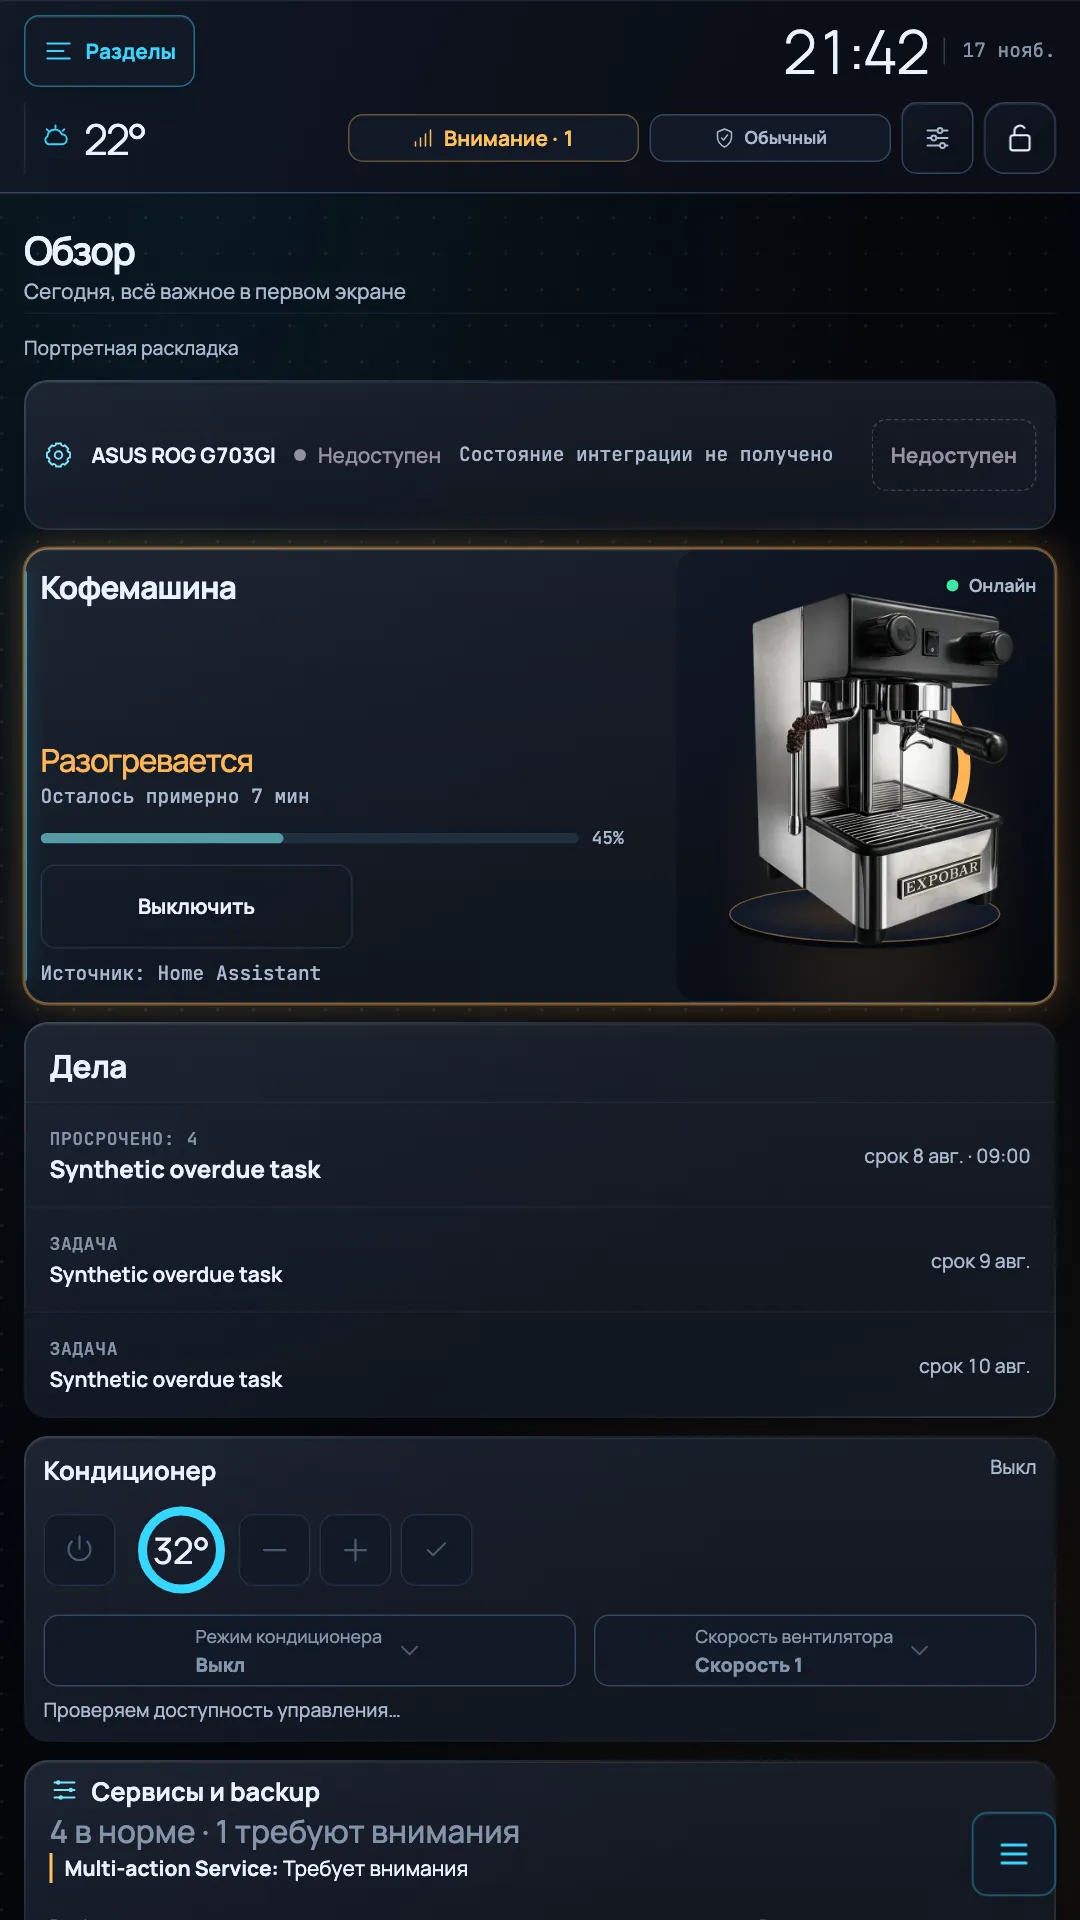 Разделы
21:42
17 нояб.
22°
Внимание · 1
Обычный
Обзор
Сегодня, всё важное в первом экране
Портретная раскладка
ASUS ROG G703GI
Недоступен
Состояние интеграции не получено
Недоступен
Кофемашина
Онлайн
Разогревается
Осталось примерно 7 мин
45%
EXPOBAR
Выключить
Источник: Home Assistant
Дела
ПРОСРОЧЕНО: 4
Synthetic overdue task
срок 8 авг. · 09:00
ЗАДАЧА
Synthetic overdue task
срок 9 авг.
ЗАДАЧА
Synthetic overdue task
срок 10 авг.
Кондиционер
Выкл
32°
Режим кондиционера
Выкл
Скорость вентилятора
Скорость 1
Проверяем доступность управления…
Сервисы и backup
4 в норме · 1 требуют внимания
Multi-action Service: Требует внимания